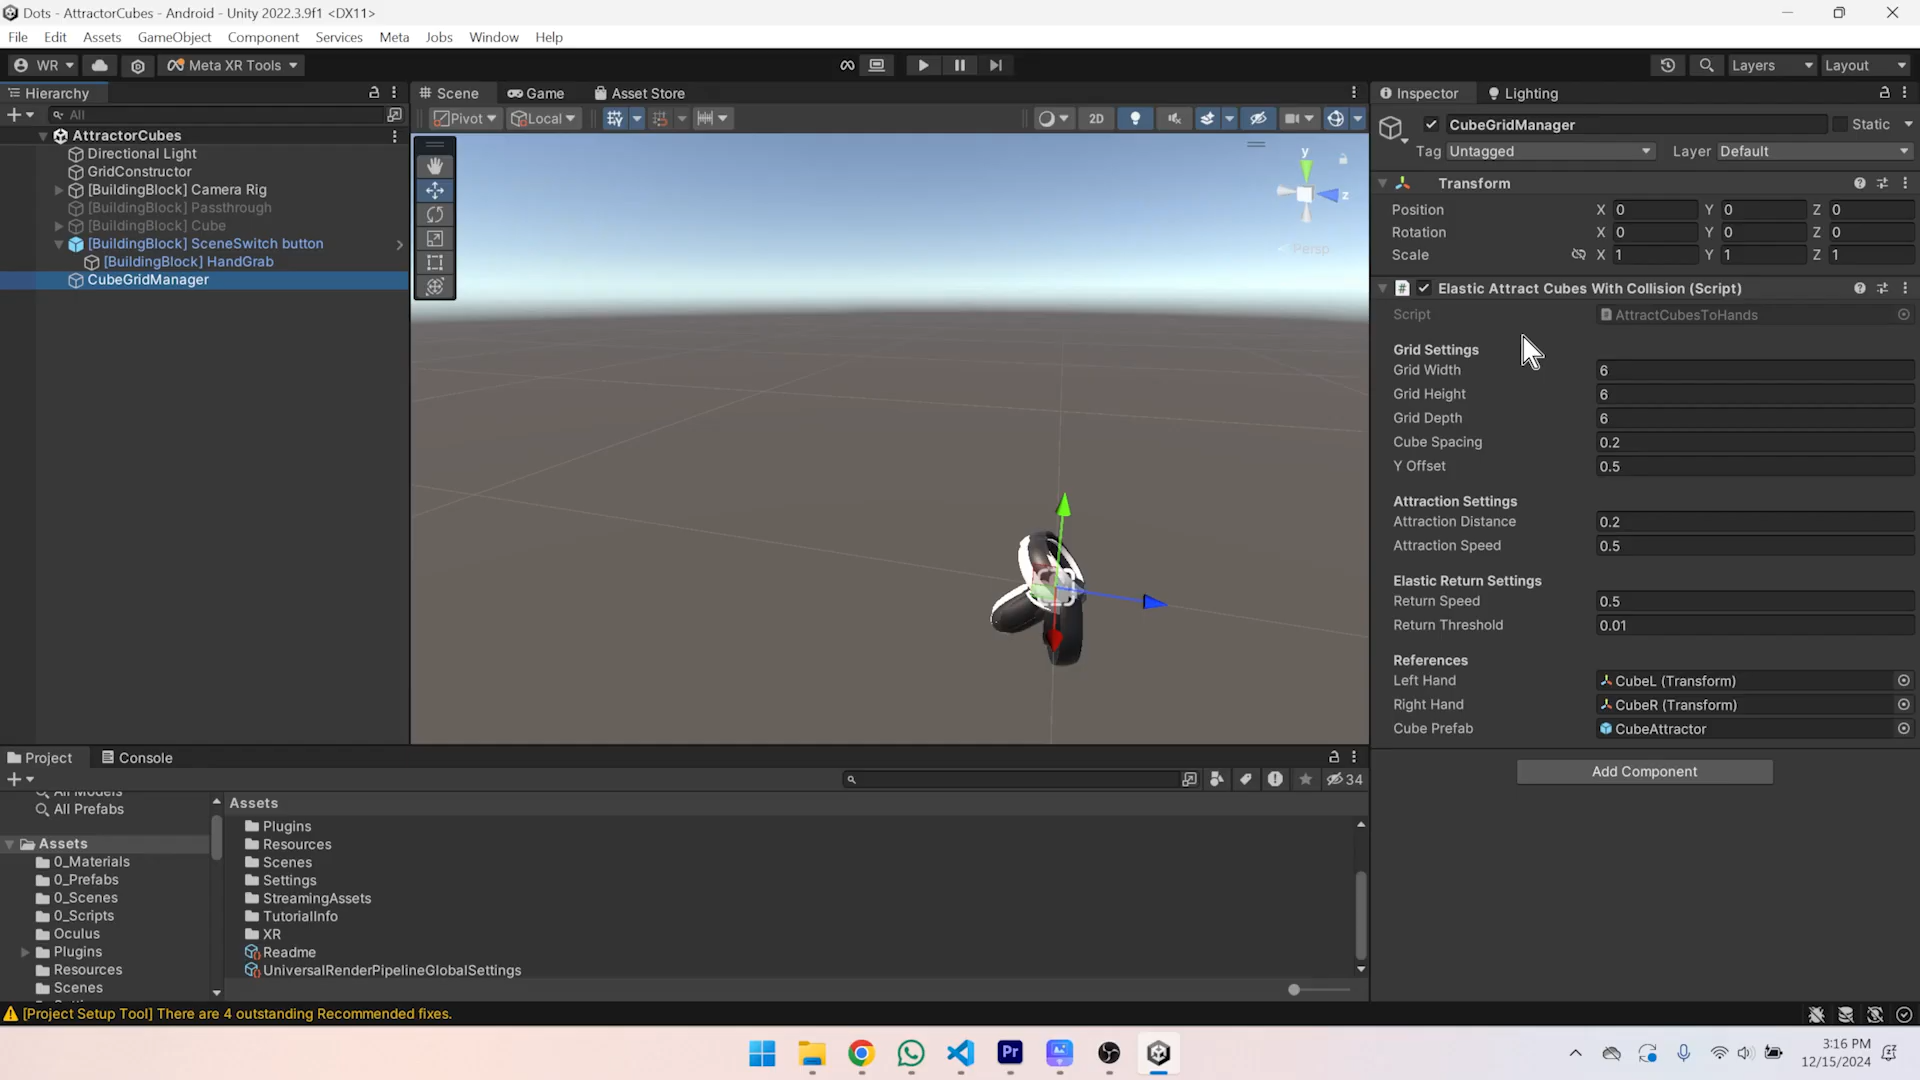 Dots - AttractorCubes - Android - Unity 2022.3.9f1 <DX11>
File Edit Assets GameObject Component Services Meta Jobs Window Help
WR Meta XR Tools Layers Layout
Hierarchy
All
AttractorCubes
Directional Light
GridConstructor
[BuildingBlock] Camera Rig
[BuildingBlock] Passthrough
[BuildingBlock] Cube
[BuildingBlock] SceneSwitch button
[BuildingBlock] HandGrab
CubeGridManager
Scene Game Asset Store
Pivot Local 2D
y
z
Persp
Inspector Lighting
CubeGridManager Static
Tag Untagged Layer Default
Transform
Position X 0 Y 0 Z 0
Rotation X 0 Y 0 Z 0
Scale X 1 Y 1 Z 1
Elastic Attract Cubes With Collision (Script)
Script AttractCubesToHands
Grid Settings
Grid Width 6
Grid Height 6
Grid Depth 6
Cube Spacing 0.2
Y Offset 0.5
Attraction Settings
Attraction Distance 0.2
Attraction Speed 0.5
Elastic Return Settings
Return Speed 0.5
Return Threshold 0.01
References
Left Hand CubeL (Transform)
Right Hand CubeR (Transform)
Cube Prefab CubeAttractor
Add Component
Project Console
34
All Models
All Prefabs
Assets
0_Materials
0_Prefabs
0_Scenes
0_Scripts
Oculus
Plugins
Resources
Scenes
Assets
Plugins
Resources
Scenes
Settings
StreamingAssets
TutorialInfo
XR
Readme
UniversalRenderPipelineGlobalSettings
[Project Setup Tool] There are 4 outstanding Recommended fixes.
Pr
3:16 PM
12/15/2024